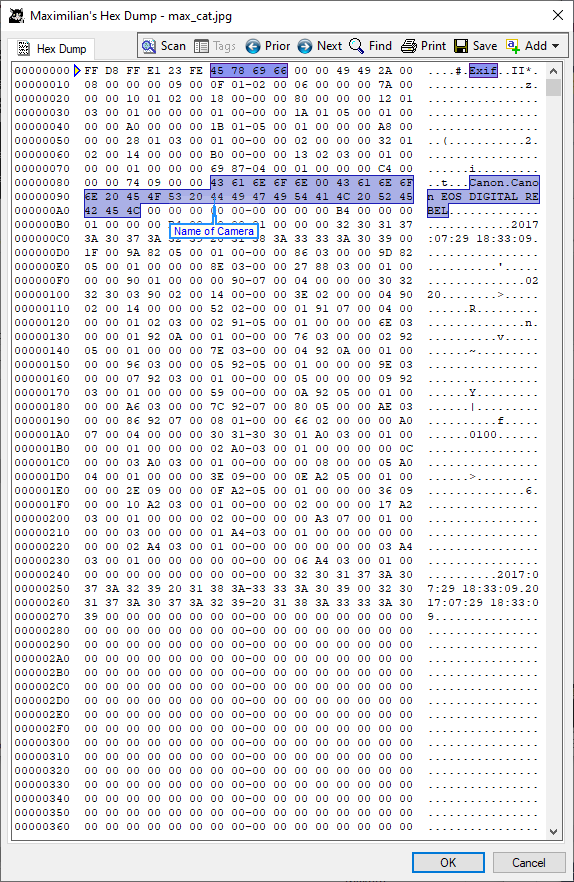 Maximilian's Hex Dump - max_cat.jpg
Hex Dump
Scan Tags Prior Next Find Print Save Add
00000000 FF D8 FF E1 23 FE 45 78 69 66 00 00 49 49 2A 00 ....#.Exif..II*.
00000010 08 00 00 00 09 00 0F 01-02 00 06 00 00 00 7A 00 ..............z.
00000020 00 00 10 01 02 00 18 00-00 00 80 00 00 00 12 01 ................
00000030 03 00 01 00 00 00 01 00-00 00 1A 01 05 00 01 00 ................
00000040 00 00 A0 00 00 00 1B 01-05 00 01 00 00 00 A8 00 ................
00000050 00 00 28 01 03 00 01 00-00 00 02 00 00 00 32 01 ..(...........2.
00000060 02 00 14 00 00 00 B0 00-00 00 13 02 03 00 01 00 ................
00000070 00 00 01 00 00 00 69 87-04 00 01 00 00 00 C4 00 ......i.........
00000080 00 00 74 09 00 00 43 61 6E 6F 6E 00 43 61 6E 6F ..t...Canon.Cano
00000090 6E 20 45 4F 53 20 44 49 47 49 54 41 4C 20 52 45 n EOS DIGITAL RE
000000A0 42 45 4C 00 00 00 00 00-00 00 00 00 B4 00 00 00 BEL.............
000000B0 01 00 00 00 00 32 30 31 37 ............2017
Name of Camera
000000C0 3A 30 37 3A 3A 33 33 3A 30 39 00 :07:29 18:33:09.
000000D0 1F 00 9A 82 05 00 01 00-00 00 86 03 00 00 9D 82 ................
000000E0 05 00 01 00 00 00 8E 03-00 00 27 88 03 00 01 00 ..........'.....
000000F0 00 00 90 01 00 00 00 90-07 00 04 00 00 00 30 32 ..............02
00000100 32 30 03 90 02 00 14 00-00 00 3E 02 00 00 04 90 20........>.....
00000110 02 00 14 00 00 00 52 02-00 00 01 91 07 00 04 00 ......R.........
00000120 00 00 01 02 03 00 02 91-05 00 01 00 00 00 6E 03 ..............n.
00000130 00 00 01 92 0A 00 01 00-00 00 76 03 00 00 02 92 ..........v.....
00000140 05 00 01 00 00 00 7E 03-00 00 04 92 0A 00 01 00 ......~.........
00000150 00 00 96 03 00 00 05 92-05 00 01 00 00 00 9E 03 ................
00000160 00 00 07 92 03 00 01 00-00 00 05 00 00 00 09 92 ................
00000170 03 00 01 00 00 00 59 00-00 00 0A 92 05 00 01 00 ......Y.........
00000180 00 00 A6 03 00 00 7C 92-07 00 80 05 00 00 AE 03 ......|.........
00000190 00 00 86 92 07 00 08 01-00 00 66 02 00 00 00 A0 ..........f.....
000001A0 07 00 04 00 00 00 30 31-30 30 01 A0 03 00 01 00 ......0100......
000001B0 00 00 01 00 00 00 02 A0-03 00 01 00 00 00 00 0C ................
000001C0 00 00 03 A0 03 00 01 00-00 00 00 08 00 00 05 A0 ................
000001D0 04 00 01 00 00 00 3E 09-00 00 0E A2 05 00 01 00 ......>.........
000001E0 00 00 2E 09 00 00 0F A2-05 00 01 00 00 00 36 09 ..............6.
000001F0 00 00 10 A2 03 00 01 00-00 00 02 00 00 00 17 A2 ................
00000200 03 00 01 00 00 00 02 00-00 00 00 A3 07 00 01 00 ................
00000210 00 00 03 00 00 00 01 A4-03 00 01 00 00 00 00 00 ................
00000220 00 00 02 A4 03 00 01 00-00 00 00 00 00 00 03 A4 ................
00000230 03 00 01 00 00 00 00 00-00 00 06 A4 03 00 01 00 ................
00000240 00 00 00 00 00 00 00 00-00 00 32 30 31 37 3A 30 ..........2017:0
00000250 37 3A 32 39 20 31 38 3A-33 33 3A 30 39 00 32 30 7:29 18:33:09.20
00000260 31 37 3A 30 37 3A 32 39-20 31 38 3A 33 33 3A 30 17:07:29 18:33:0
00000270 39 00 00 00 00 00 00 00-00 00 00 00 00 00 00 00 9...............
00000280 00 00 00 00 00 00 00 00-00 00 00 00 00 00 00 00 ................
00000290 00 00 00 00 00 00 00 00-00 00 00 00 00 00 00 00 ................
000002A0 00 00 00 00 00 00 00 00-00 00 00 00 00 00 00 00 ................
000002B0 00 00 00 00 00 00 00 00-00 00 00 00 00 00 00 00 ................
000002C0 00 00 00 00 00 00 00 00-00 00 00 00 00 00 00 00 ................
000002D0 00 00 00 00 00 00 00 00-00 00 00 00 00 00 00 00 ................
000002E0 00 00 00 00 00 00 00 00-00 00 00 00 00 00 00 00 ................
000002F0 00 00 00 00 00 00 00 00-00 00 00 00 00 00 00 00 ................
00000300 00 00 00 00 00 00 00 00-00 00 00 00 00 00 00 00 ................
00000310 00 00 00 00 00 00 00 00-00 00 00 00 00 00 00 00 ................
00000320 00 00 00 00 00 00 00 00-00 00 00 00 00 00 00 00 ................
00000330 00 00 00 00 00 00 00 00-00 00 00 00 00 00 00 00 ................
00000340 00 00 00 00 00 00 00 00-00 00 00 00 00 00 00 00 ................
00000350 00 00 00 00 00 00 00 00-00 00 00 00 00 00 00 00 ................
00000360 00 00 00 00 00 00 00 00-00 00 00 00 00 00 00 00 ................
OK Cancel